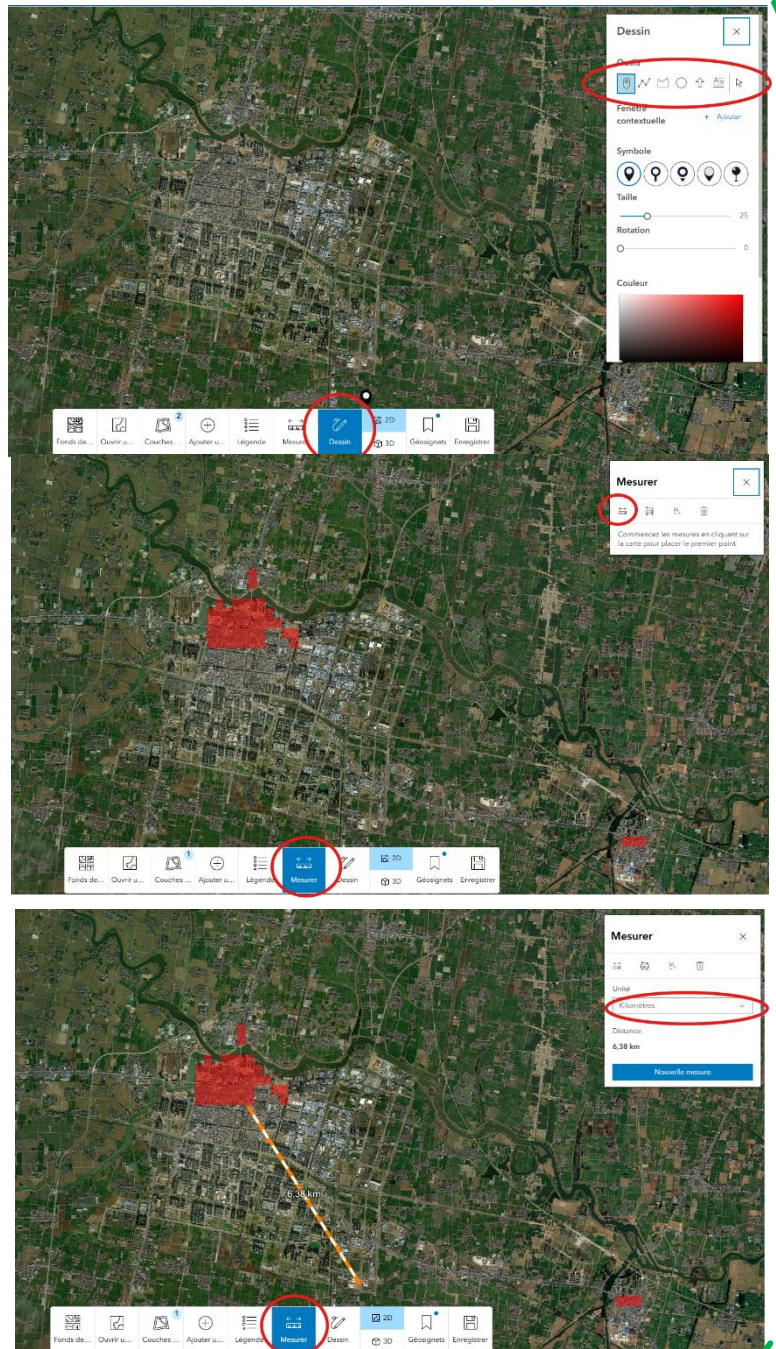 Dessin
Outils
Fenêtre
contextuelle
+ Ajouter
Symbole
Taille
25
Rotation
0
Couleur
2
2D
Fonds de... Ouvrir u... Couches ... Ajouter u... Légende Mesurer Dessin 3D Géosignets Enregistrer
Mesurer
Commencez les mesures en cliquant sur
la carte pour placer le premier point
1
2D
Fonds de... Ouvrir u... Couches ... Ajouter u... Légende Mesurer Dessin 3D Géosignets Enregistrer
Mesurer
Unité
Kilomètres
Distance
6,38 km
Nouvelle mesure
6,38 km
1
2D
Fonds de... Ouvrir u... Couches ... Ajouter u... Légende Mesurer Dessin 3D Géosignets Enregistrer